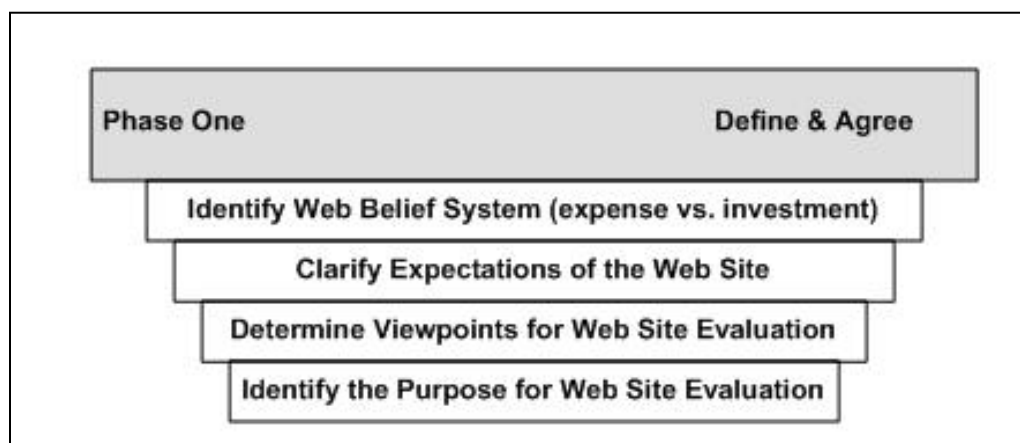 Phase One Define & Agree
Identify Web Belief System (expense vs. investment)
Clarify Expectations of the Web Site
Determine Viewpoints for Web Site Evaluation
Identify the Purpose for Web Site Evaluation